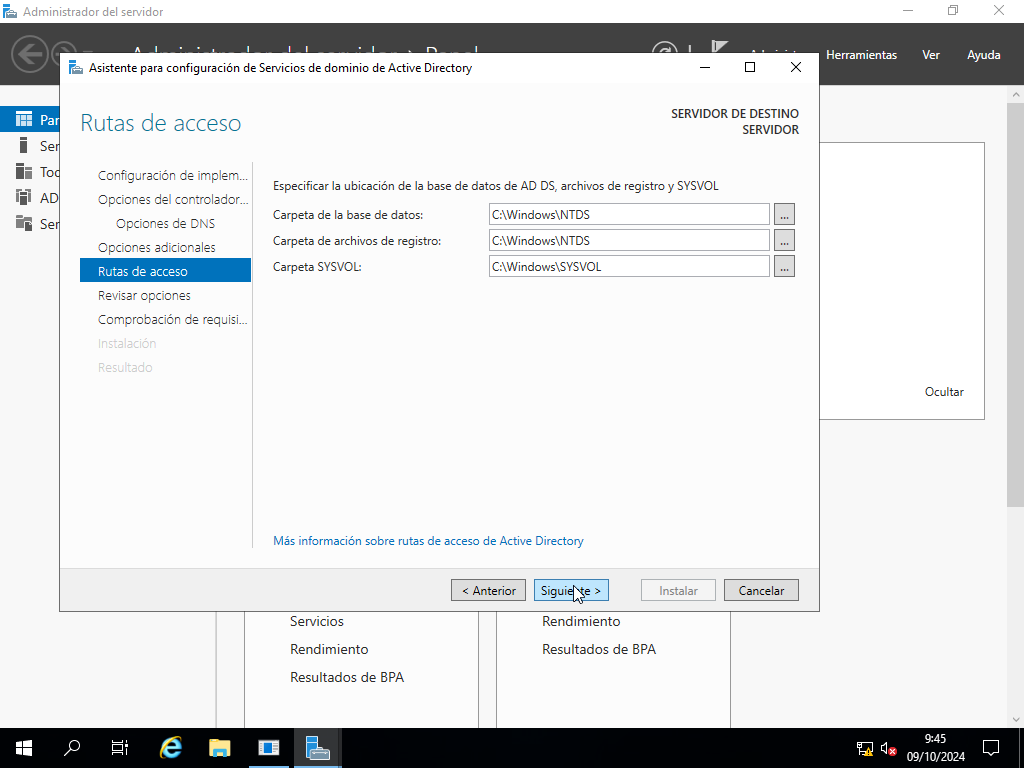 Administrador del servidor
Herramientas
Ver
Ayuda
Asistente para configuración de Servicios de dominio de Active Directory
Rutas de acceso
SERVIDOR DE DESTINO
SERVIDOR
Configuración de implem...
Opciones del controlador...
Opciones de DNS
Opciones adicionales
Rutas de acceso
Revisar opciones
Comprobación de requisi...
Instalación
Resultado
Especificar la ubicación de la base de datos de AD DS, archivos de registro y SYSVOL
Carpeta de la base de datos:
C:\Windows\NTDS
...
Carpeta de archivos de registro:
C:\Windows\NTDS
...
Carpeta SYSVOL:
C:\Windows\SYSVOL
...
Más información sobre rutas de acceso de Active Directory
< Anterior
Siguiente >
Instalar
Cancelar
Ocultar
Par
Ser
Too
AD
Ser
Servicios
Rendimiento
Resultados de BPA
Rendimiento
Resultados de BPA
9:45
09/10/2024